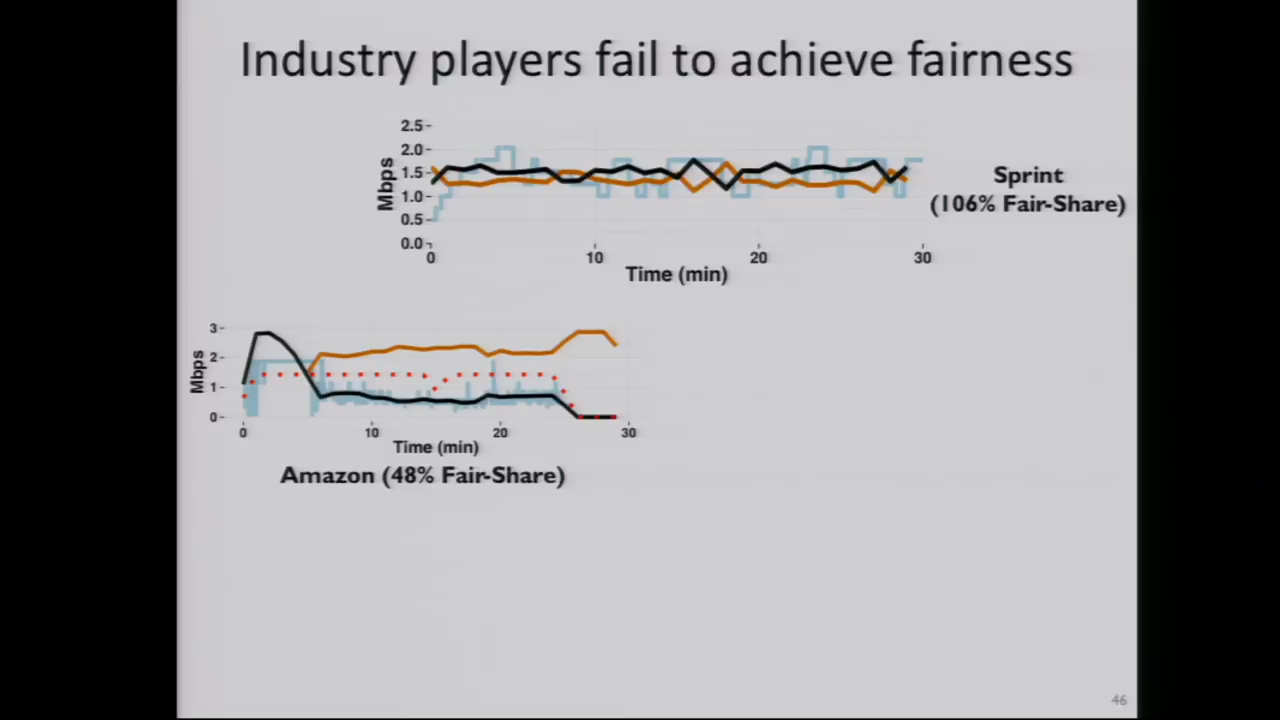 Industry players fail to achieve fairness
2.5
2.0
1.5
1.0
0.5
0.0
Mbps
0 10 20 30
Time (min)
Sprint
(106% Fair-Share)
3
2
1
0
Mbps
0 10 20 30
Time (min)
Amazon (48% Fair-Share)
46